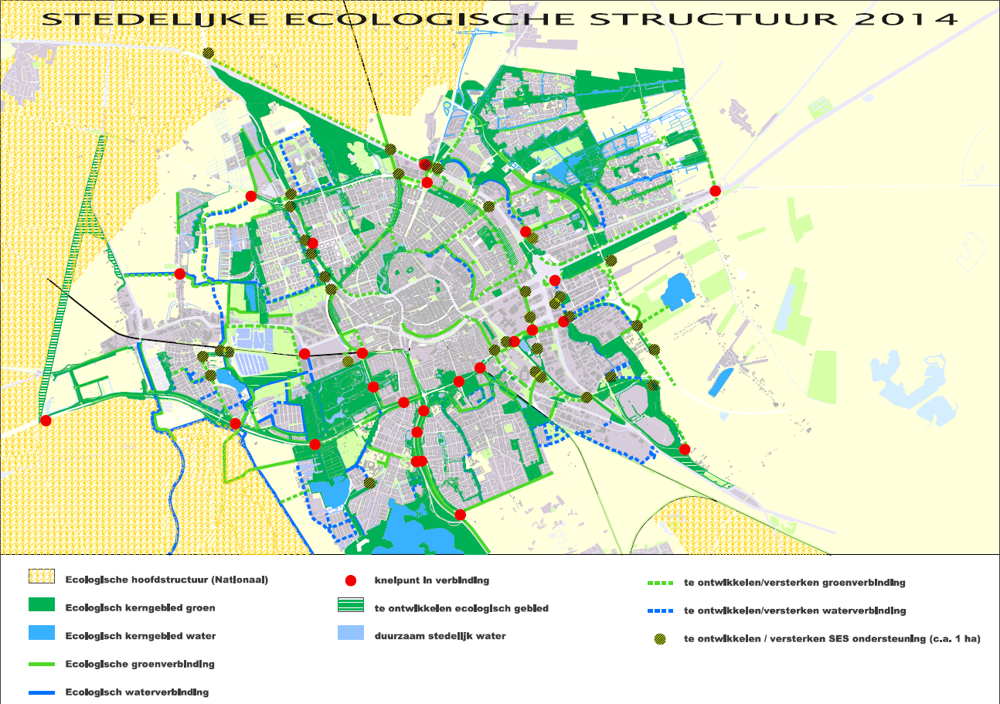 STEDELIJKE ECOLOGISCHE STRUCTUUR 2014
Ecologische hoofdstructuur (Nationaal)
Ecologisch kerngebied groen
Ecologisch kerngebied water
Ecologische groenverbinding
Ecologisch waterverbinding
knelpunt in verbinding
te ontwikkelen ecologisch gebied
duurzaam stedelijk water
te ontwikkelen/versterken groenverbinding
te ontwikkelen/versterken waterverbinding
te ontwikkelen / versterken SES ondersteuning (c.a. 1 ha)